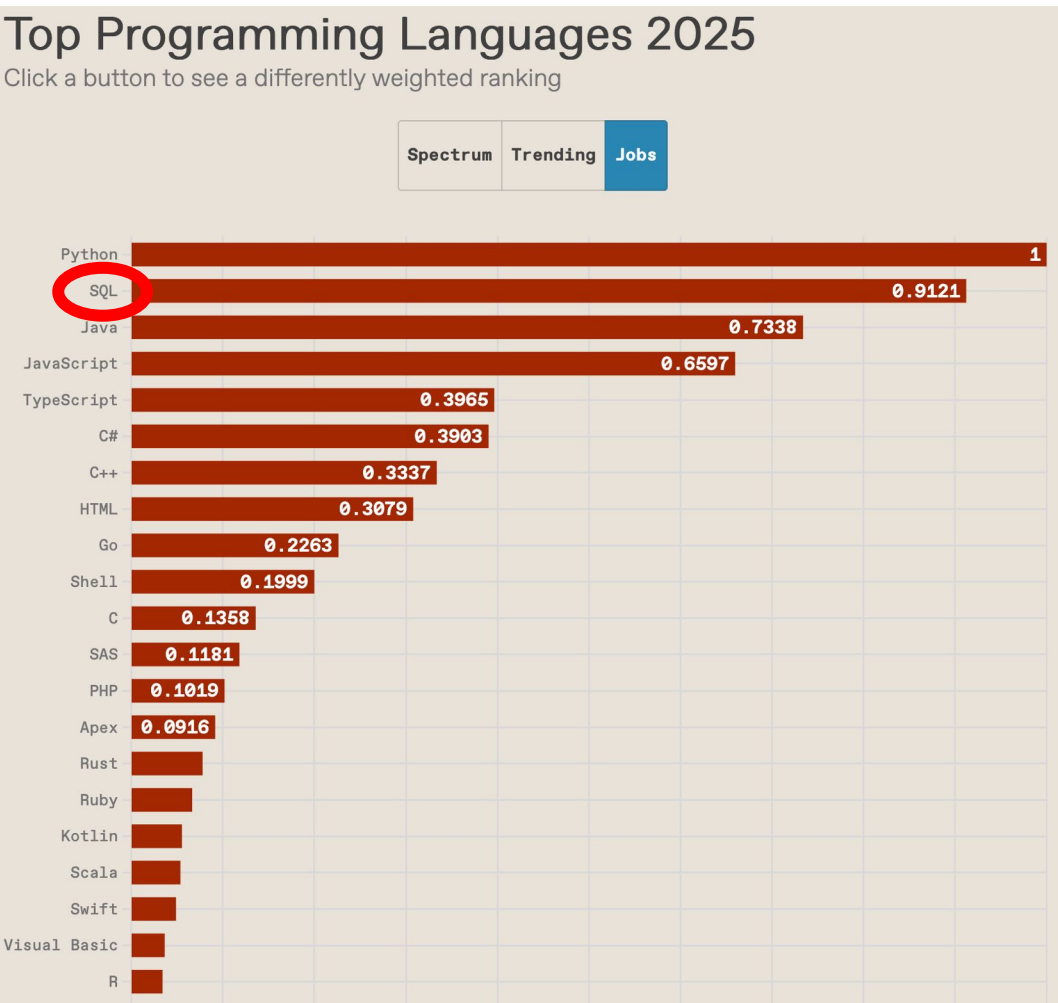 Top Programming Languages 2025
Click a button to see a differently weighted ranking
Spectrum Trending Jobs
Python 1
SQL 0.9121
Java 0.7338
JavaScript 0.6597
TypeScript 0.3965
C# 0.3903
C++ 0.3337
HTML 0.3079
Go 0.2263
Shell 0.1999
C 0.1358
SAS 0.1181
PHP 0.1019
Apex 0.0916
Rust
Ruby
Kotlin
Scala
Swift
Visual Basic
R